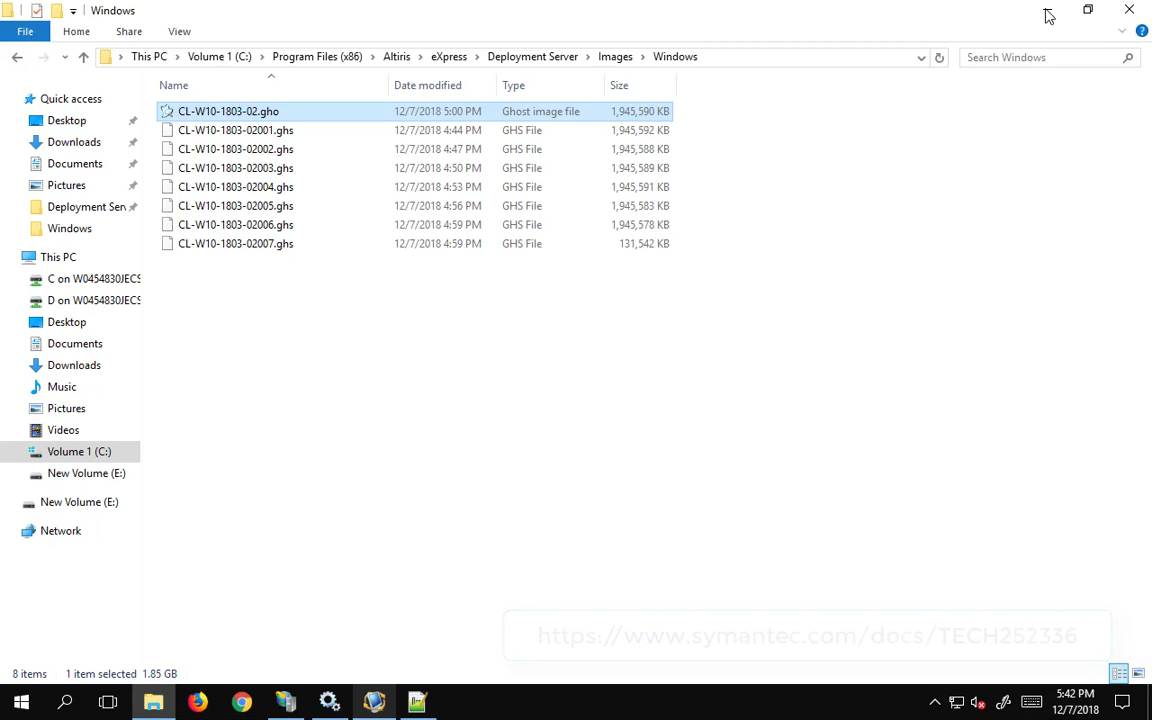 Windows
File Home Share View
This PC Volume 1 (C:) Program Files (x86) Altiris eXpress Deployment Server Images Windows
Search Windows
Name Date modified Type Size
CL-W10-1803-02.gho 12/7/2018 5:00 PM Ghost image file 1,945,590 KB
CL-W10-1803-02001.ghs 12/7/2018 4:44 PM GHS File 1,945,592 KB
CL-W10-1803-02002.ghs 12/7/2018 4:47 PM GHS File 1,945,588 KB
CL-W10-1803-02003.ghs 12/7/2018 4:50 PM GHS File 1,945,589 KB
CL-W10-1803-02004.ghs 12/7/2018 4:53 PM GHS File 1,945,591 KB
CL-W10-1803-02005.ghs 12/7/2018 4:56 PM GHS File 1,945,583 KB
CL-W10-1803-02006.ghs 12/7/2018 4:59 PM GHS File 1,945,578 KB
CL-W10-1803-02007.ghs 12/7/2018 4:59 PM GHS File 131,542 KB
Quick access
Desktop
Downloads
Documents
Pictures
Deployment Serv
Windows
This PC
C on W0454830JECS
D on W0454830JECS
Desktop
Documents
Downloads
Music
Pictures
Videos
Volume 1 (C:)
New Volume (E:)
New Volume (E:)
Network
https://www.symantec.com/docs/TECH252336
8 items 1 item selected 1.85 GB
5:42 PM
12/7/2018